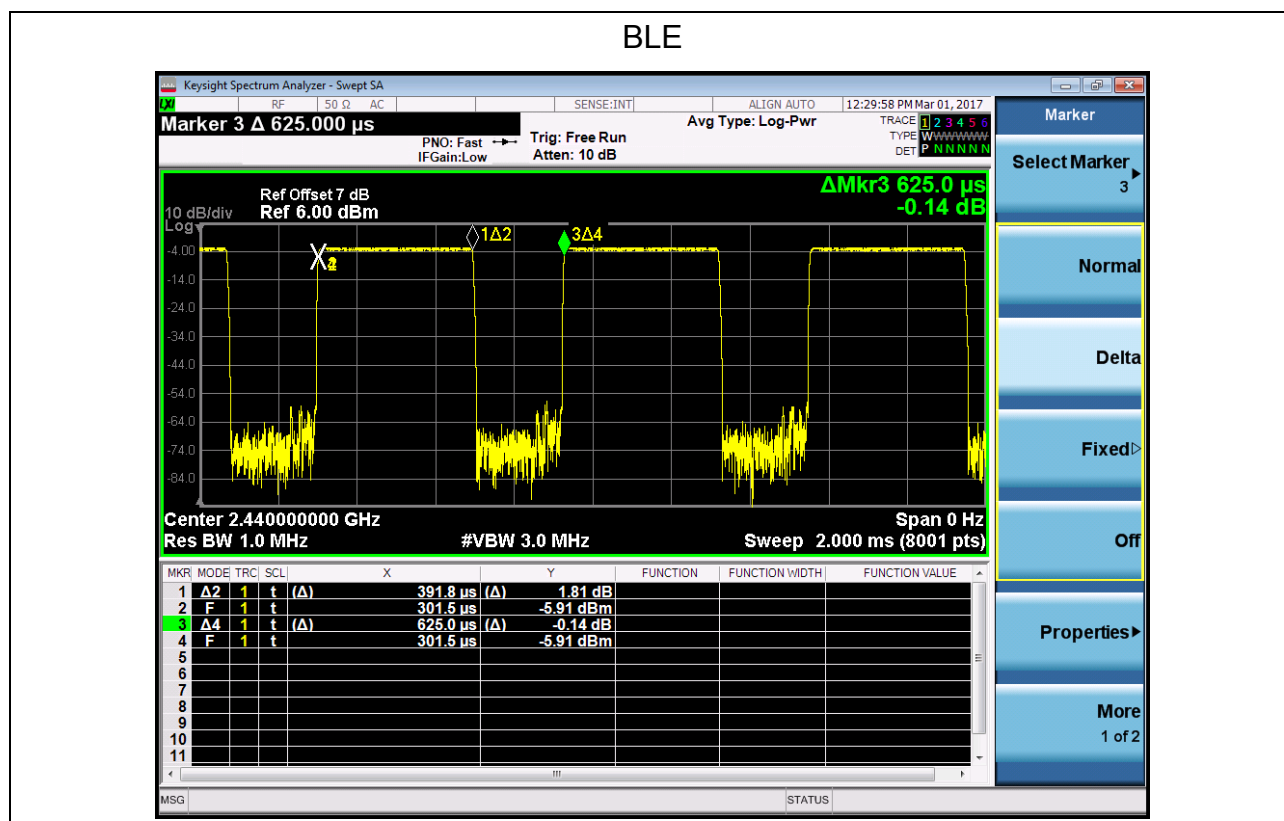 BLE
Keysight Spectrum Analyzer - Swept SA
LXI RF 50 Ω AC SENSE:INT ALIGN AUTO 12:29:58 PM Mar 01, 2017
Marker 3 Δ 625.000 µs
PNO: Fast
IFGain:Low
Trig: Free Run
Atten: 10 dB
Avg Type: Log-Pwr
TRACE 1 2 3 4 5 6
TYPE WWWWWW
DET P N N N N N
ΔMkr3 625.0 µs
-0.14 dB
Ref Offset 7 dB
10 dB/div Ref 6.00 dBm
Log
1Δ2
3Δ4
-4.00
-14.0
-24.0
-34.0
-44.0
-54.0
-64.0
-74.0
-84.0
Center 2.440000000 GHz Span 0 Hz
Res BW 1.0 MHz #VBW 3.0 MHz Sweep 2.000 ms (8001 pts)
MKR MODE TRC SCL X Y FUNCTION FUNCTION WIDTH FUNCTION VALUE
1 Δ2 1 t (Δ) 391.8 µs (Δ) 1.81 dB
2 F 1 t 301.5 µs -5.91 dBm
3 Δ4 1 t (Δ) 625.0 µs (Δ) -0.14 dB
4 F 1 t 301.5 µs -5.91 dBm
5
6
7
8
9
10
11
MSG STATUS
Marker
Select Marker
3
Normal
Delta
Fixed
Off
Properties
More
1 of 2